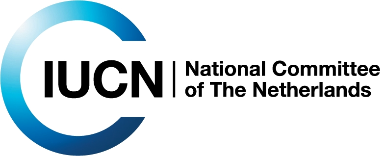 IUCN | National Committee
of The Netherlands